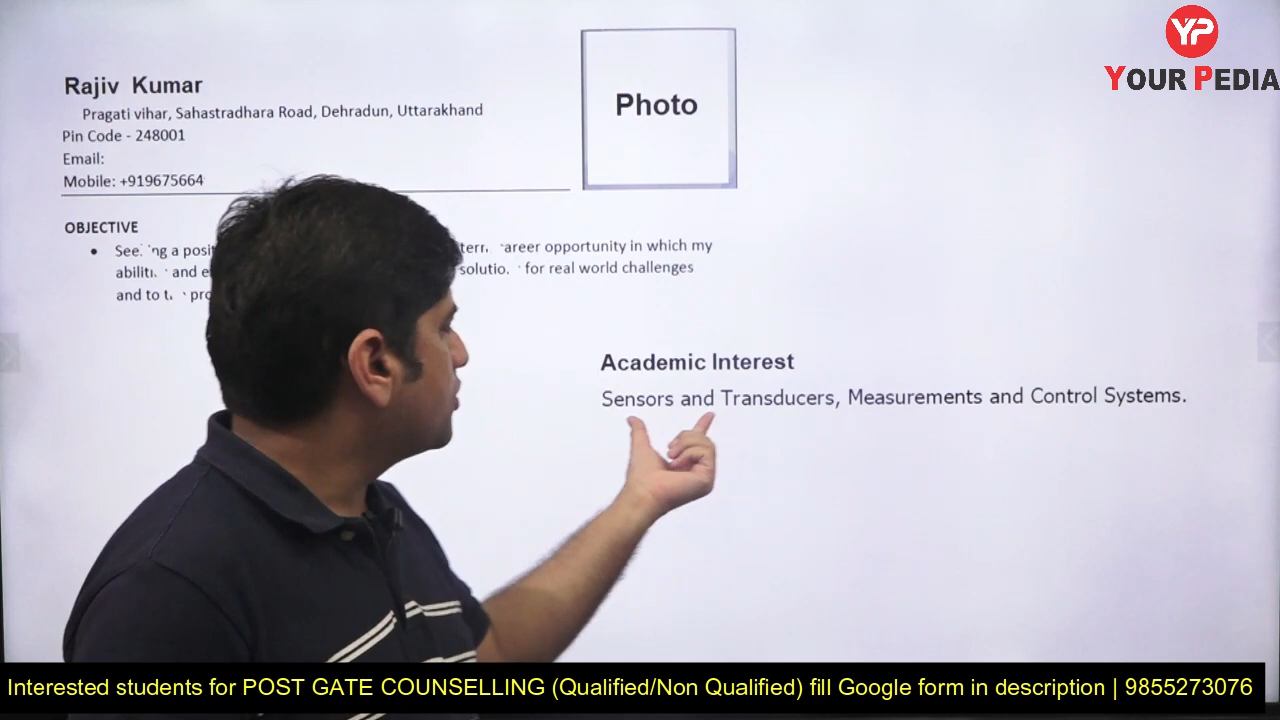 YP
YOUR PEDIA
Rajiv Kumar
Pragati vihar, Sahastradhara Road, Dehradun, Uttarakhand
Pin Code - 248001
Email:
Mobile: +919675664
Photo
OBJECTIVE
a career opportunity in which my
and for real world challenges
and to
Academic Interest
Sensors and Transducers, Measurements and Control Systems.
Interested students for POST GATE COUNSELLING (Qualified/Non Qualified) fill Google form in description | 9855273076